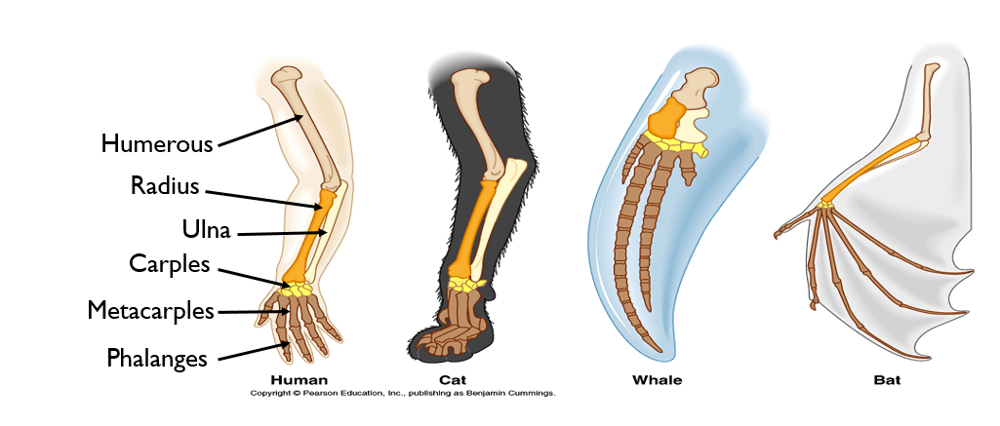 Humerous
Radius
Ulna
Carples
Metacarples
Phalanges
Human Cat Whale Bat
Copyright © Pearson Education, Inc., publishing as Benjamin Cummings.